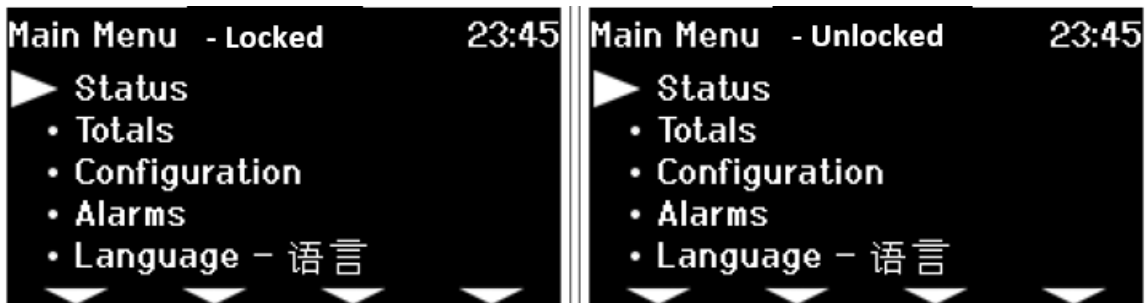 Main Menu - Locked 23:45
Status
• Totals
• Configuration
• Alarms
• Language – 语言
Main Menu - Unlocked 23:45
Status
• Totals
• Configuration
• Alarms
• Language – 语言